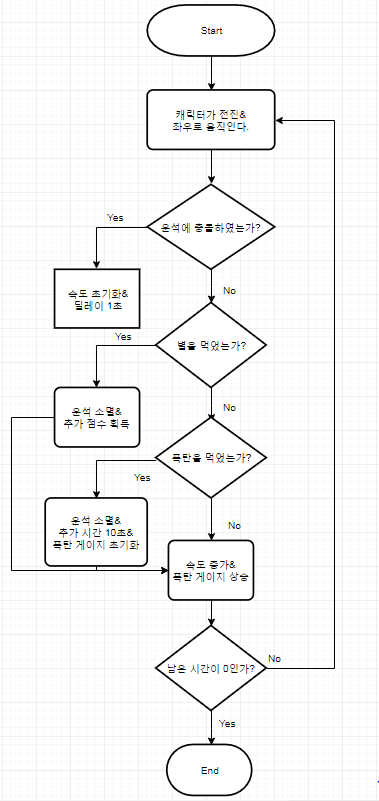 Start
캐릭터가 전진&
좌우로 움직인다.
운석에 충돌하였는가?
Yes
속도 초기화&
딜레이 1초
No
별을 먹었는가?
Yes
운석 소멸&
추가 점수 획득
No
폭탄을 먹었는가?
Yes
운석 소멸&
추가 시간 10초&
폭탄 게이지 초기화
No
속도 증가&
폭탄 게이지 상승
남은 시간이 0인가?
No
Yes
End